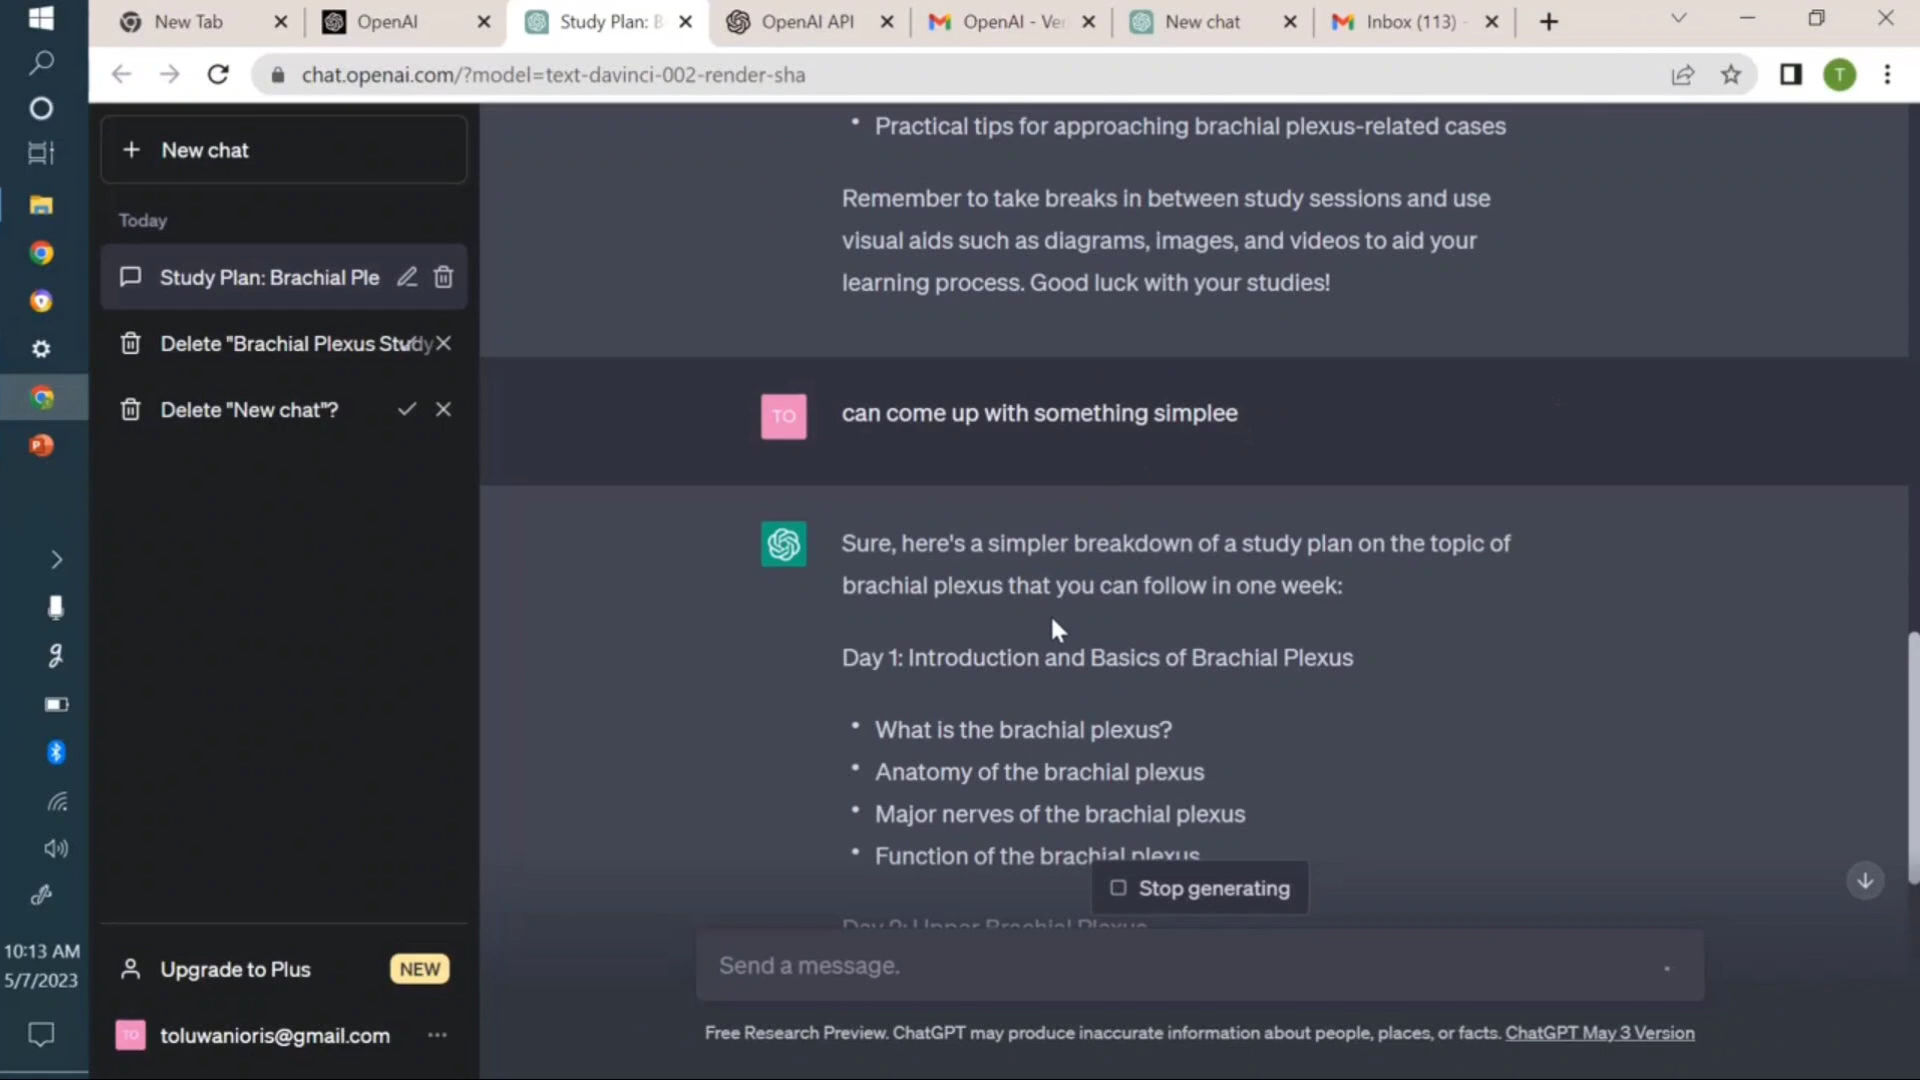 New Tab
OpenAI
Study Plan: B
OpenAI API
OpenAI - Ver
New chat
Inbox (113) -
chat.openai.com/?model=text-davinci-002-render-sha
T
New chat
Today
Study Plan: Brachial Ple
Delete "Brachial Plexus Study
Delete "New chat"?
Practical tips for approaching brachial plexus-related cases
Remember to take breaks in between study sessions and use
visual aids such as diagrams, images, and videos to aid your
learning process. Good luck with your studies!
TO
can come up with something simplee
Sure, here's a simpler breakdown of a study plan on the topic of
brachial plexus that you can follow in one week:
Day 1: Introduction and Basics of Brachial Plexus
What is the brachial plexus?
Anatomy of the brachial plexus
Major nerves of the brachial plexus
Function of the brachial plexus
Stop generating
Day 2: Upper Brachial Plexus
Send a message.
Free Research Preview. ChatGPT may produce inaccurate information about people, places, or facts. ChatGPT May 3 Version
Upgrade to Plus
NEW
TO
toluwanioris@gmail.com
10:13 AM
5/7/2023